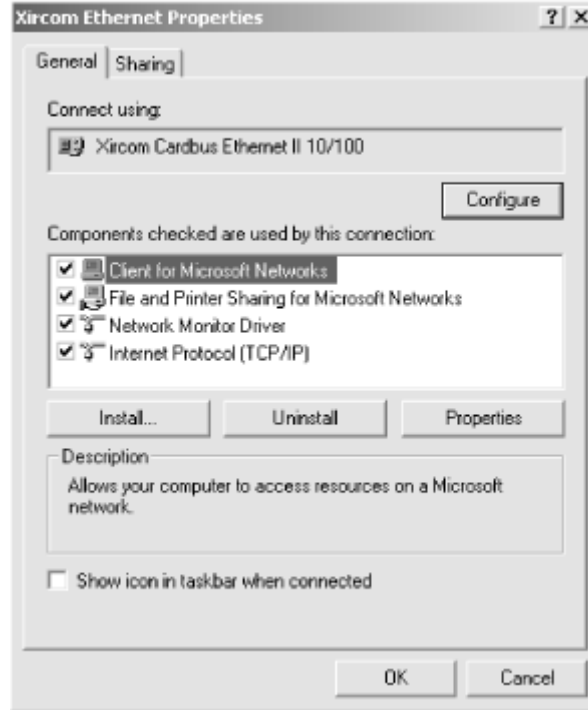 Xircom Ethernet Properties
General Sharing
Connect using:
Xircom Cardbus Ethernet II 10/100
Configure
Components checked are used by this connection:
Client for Microsoft Networks
File and Printer Sharing for Microsoft Networks
Network Monitor Driver
Internet Protocol (TCP/IP)
Install... Uninstall Properties
Description
Allows your computer to access resources on a Microsoft
network.
Show icon in taskbar when connected
OK Cancel